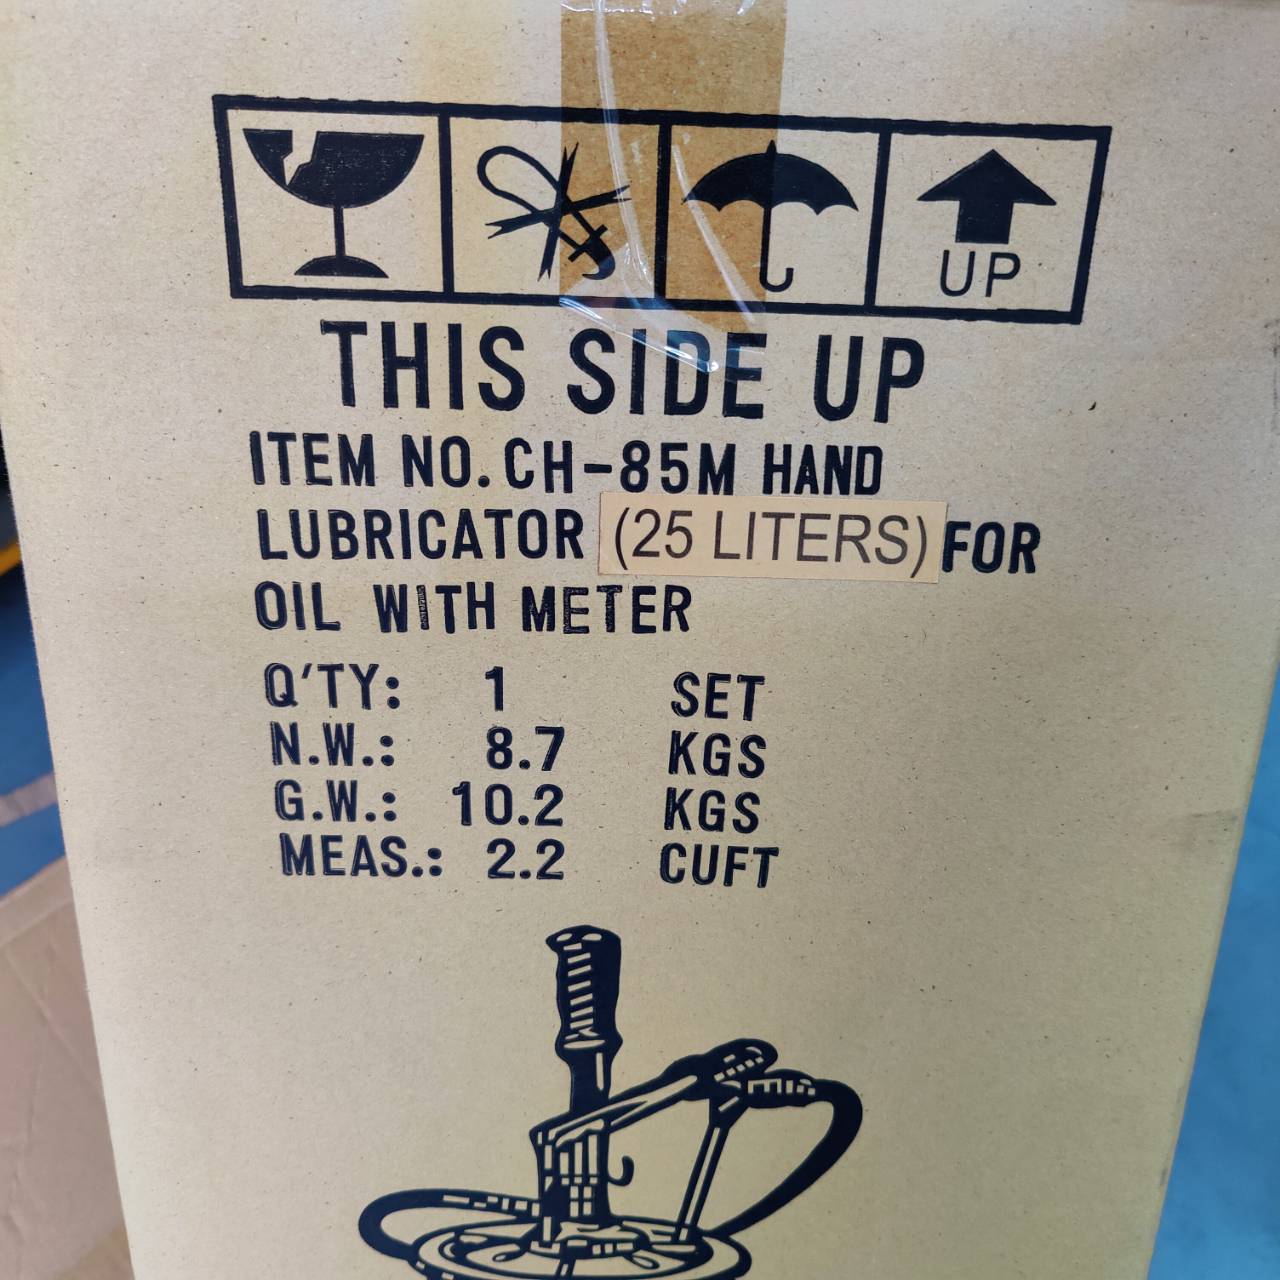 UP
THIS SIDE UP
ITEM NO. CH-85M HAND
LUBRICATOR (25 LITERS) FOR
OIL WITH METER
Q'TY: 1 SET
N.W.: 8.7 KGS
G.W.: 10.2 KGS
MEAS.: 2.2 CUFT